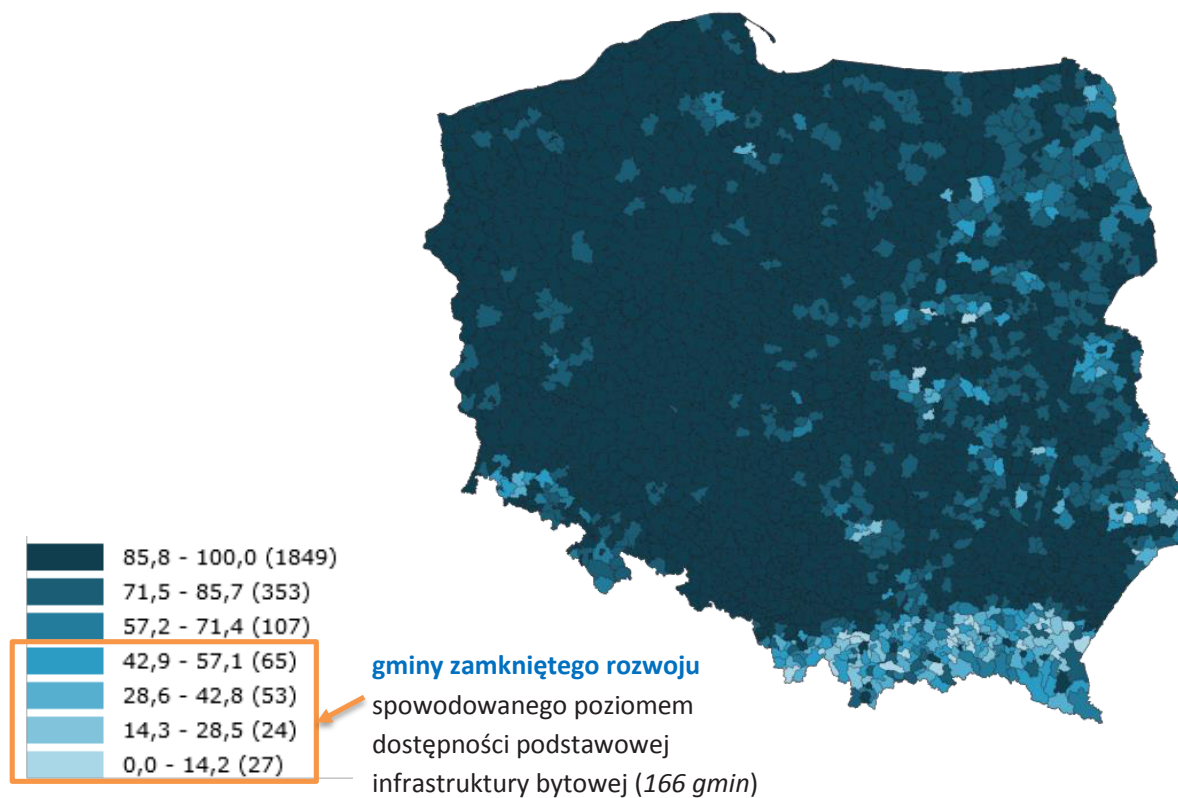 85,8 - 100,0 (1849)
71,5 - 85,7 (353)
57,2 - 71,4 (107)
42,9 - 57,1 (65)
28,6 - 42,8 (53)
14,3 - 28,5 (24)
0,0 - 14,2 (27)
gminy zamkniętego rozwoju
spowodowanego poziomem
dostępności podstawowej
infrastruktury bytowej (166 gmin)